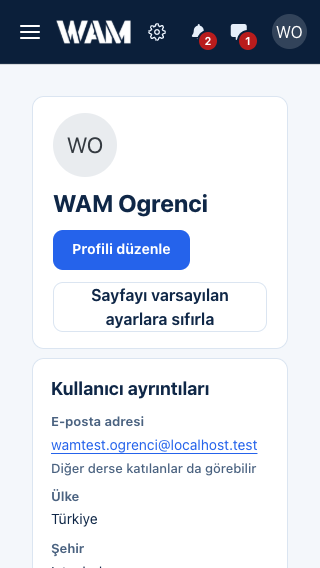 WAM
2
1
WO
WO
WAM Ogrenci
Profili düzenle
Sayfayı varsayılan
ayarlara sıfırla
Kullanıcı ayrıntıları
E-posta adresi
wamtest.ogrenci@localhost.test
Diğer derse katılanlar da görebilir
Ülke
Türkiye
Şehir